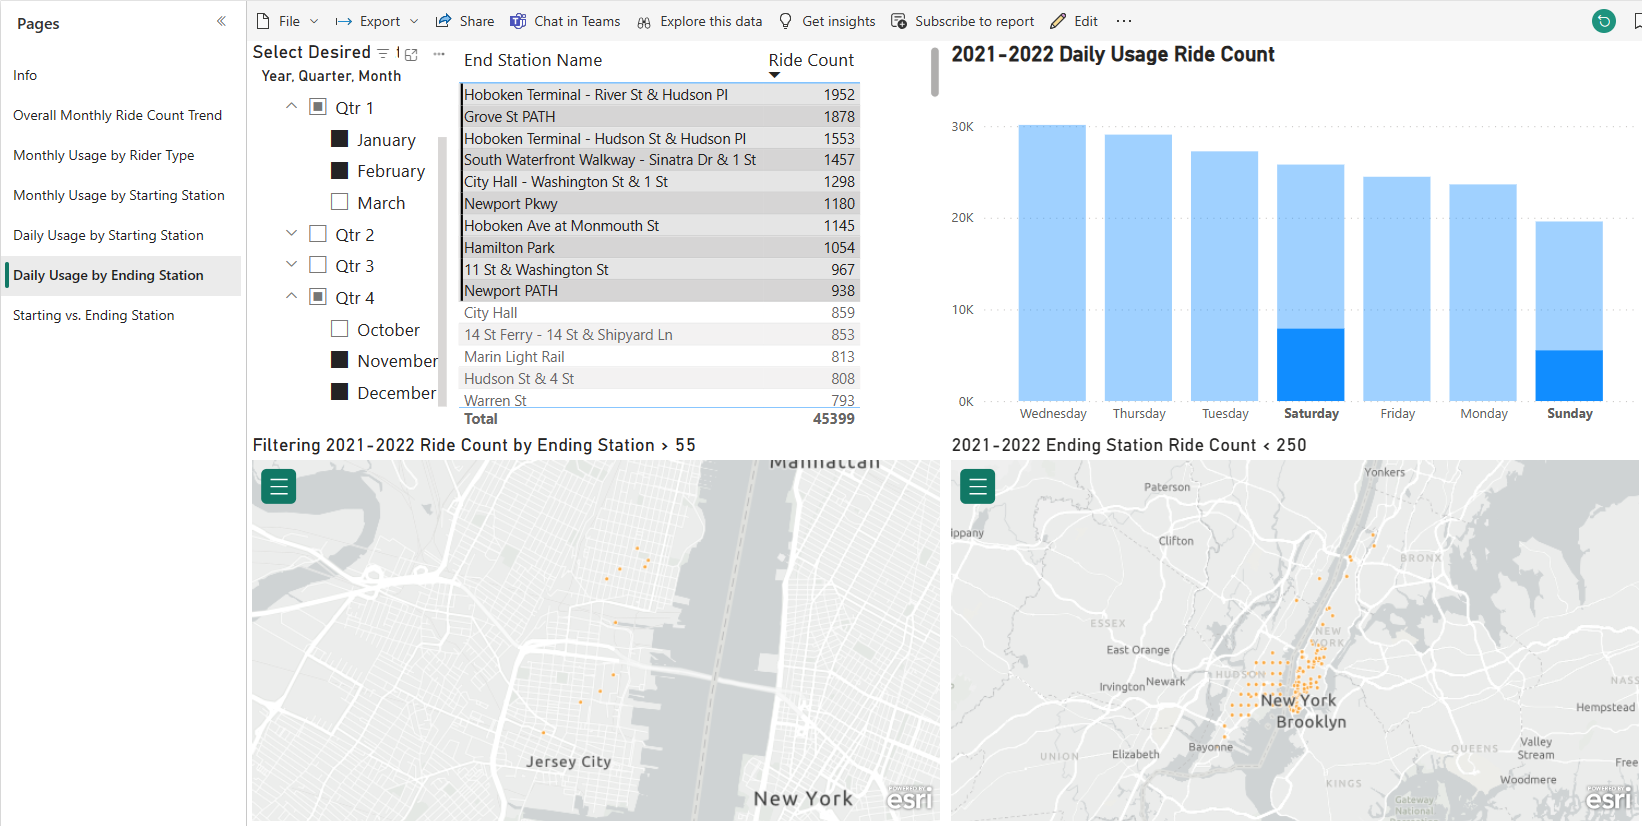 Pages
Info
Overall Monthly Ride Count Trend
Monthly Usage by Rider Type
Monthly Usage by Starting Station
Daily Usage by Starting Station
Daily Usage by Ending Station
Starting vs. Ending Station
File Export Share Chat in Teams Explore this data Get insights Subscribe to report Edit
Select Desired
Year, Quarter, Month
Qtr 1
January
February
March
Qtr 2
Qtr 3
Qtr 4
October
November
December
End Station Name Ride Count
Hoboken Terminal - River St & Hudson Pl 1952
Grove St PATH 1878
Hoboken Terminal - Hudson St & Hudson Pl 1553
South Waterfront Walkway - Sinatra Dr & 1 St 1457
City Hall - Washington St & 1 St 1298
Newport Pkwy 1180
Hoboken Ave at Monmouth St 1145
Hamilton Park 1054
11 St & Washington St 967
Newport PATH 938
City Hall 859
14 St Ferry - 14 St & Shipyard Ln 853
Marin Light Rail 813
Hudson St & 4 St 808
Warren St 793
Total 45399
2021-2022 Daily Usage Ride Count
30K
20K
10K
0K
Wednesday Thursday Tuesday Saturday Friday Monday Sunday
Filtering 2021-2022 Ride Count by Ending Station > 55
Manhattan
Jersey City
New York
POWERED BY
esri
2021-2022 Ending Station Ride Count < 250
Yonkers
Paterson
ippany
Clifton
BRONX
ESSEX
NEW
YORK
East Orange
HUDSON
Irvington
Newark
NASS
New York
Hempstead
Brooklyn
Bayonne
QUEENS
Valley
Stream
UNION
Elizabeth
Free
Woodmere
KINGS
Gateway
National
POWERED BY
esri